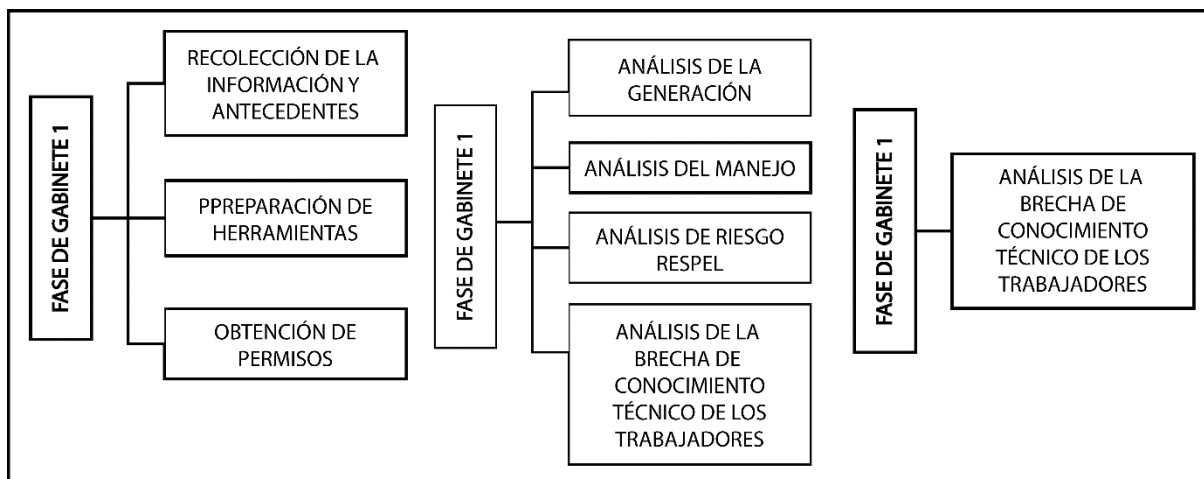 FASE DE GABINETE 1
RECOLECCIÓN DE LA
INFORMACIÓN Y
ANTECEDENTES
PPREPARACIÓN DE
HERRAMIENTAS
OBTENCIÓN DE
PERMISOS
FASE DE GABINETE 1
ANÁLISIS DE LA
GENERACIÓN
ANÁLISIS DEL MANEJO
ANÁLISIS DE RIESGO
RESPEL
ANÁLISIS DE LA
BRECHA DE
CONOCIMIENTO
TÉCNICO DE LOS
TRABAJADORES
FASE DE GABINETE 1
ANÁLISIS DE LA
BRECHA DE
CONOCIMIENTO
TÉCNICO DE LOS
TRABAJADORES